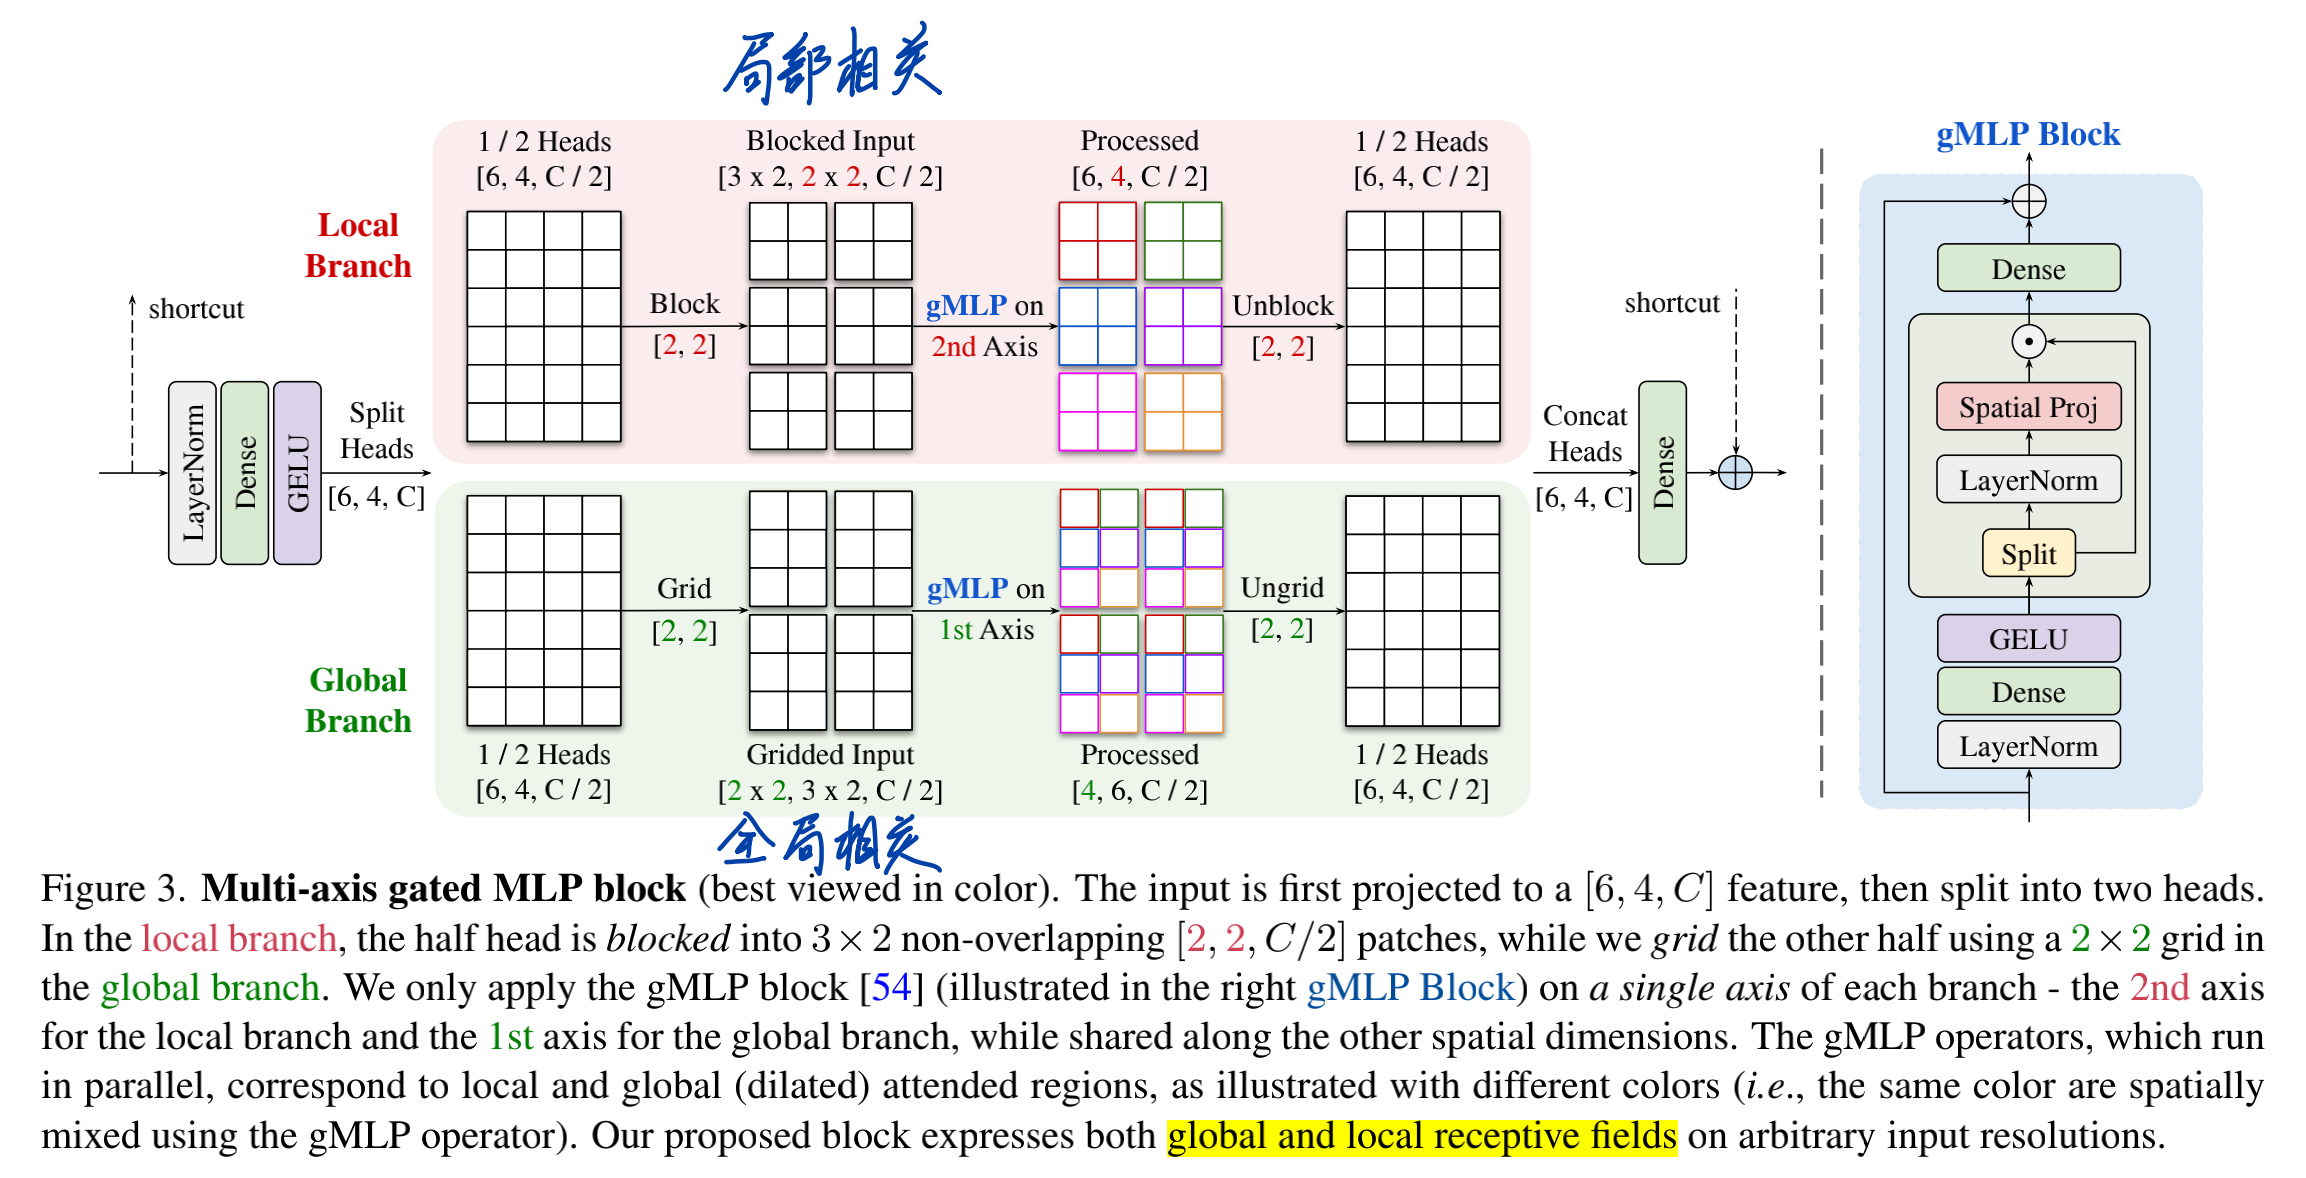 局部相关
1 / 2 Heads
[6, 4, C / 2]
Blocked Input
[3 x 2, 2 x 2, C / 2]
Processed
[6, 4, C / 2]
1 / 2 Heads
[6, 4, C / 2]
Local
Branch
Block
[2, 2]
gMLP on
2nd Axis
Unblock
[2, 2]
shortcut
LayerNorm
Dense
GELU
Split
Heads
[6, 4, C]
Grid
[2, 2]
gMLP on
1st Axis
Ungrid
[2, 2]
Global
Branch
1 / 2 Heads
[6, 4, C / 2]
Gridded Input
[2 x 2, 3 x 2, C / 2]
Processed
[4, 6, C / 2]
1 / 2 Heads
[6, 4, C / 2]
全局相关
Concat
Heads
[6, 4, C]
Dense
shortcut
gMLP Block
Dense
Spatial Proj
LayerNorm
Split
GELU
Dense
LayerNorm
Figure 3. Multi-axis gated MLP block (best viewed in color). The input is first projected to a [6, 4, C] feature, then split into two heads.
In the local branch, the half head is blocked into 3 × 2 non-overlapping [2, 2, C/2] patches, while we grid the other half using a 2 × 2 grid in
the global branch. We only apply the gMLP block [54] (illustrated in the right gMLP Block) on a single axis of each branch - the 2nd axis
for the local branch and the 1st axis for the global branch, while shared along the other spatial dimensions. The gMLP operators, which run
in parallel, correspond to local and global (dilated) attended regions, as illustrated with different colors (i.e., the same color are spatially
mixed using the gMLP operator). Our proposed block expresses both global and local receptive fields on arbitrary input resolutions.